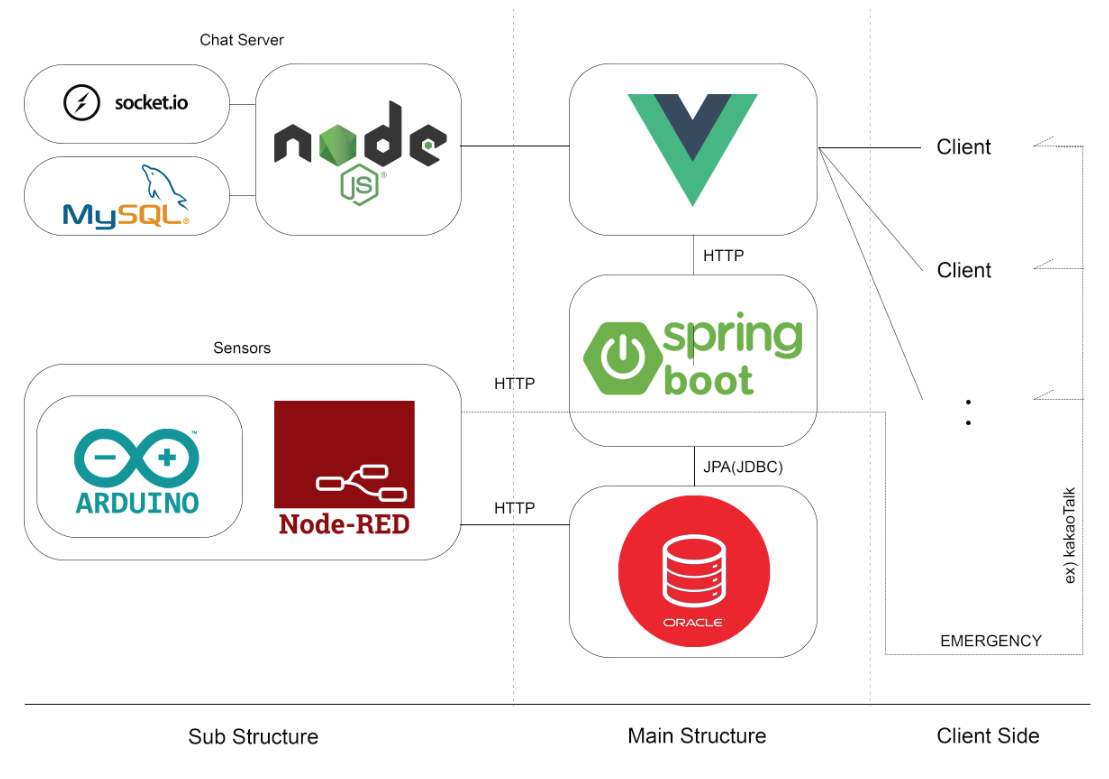 Chat Server
socket.io
node
JS®
MySQL®
HTTP
Client
Client
spring
boot
Sensors
HTTP
ARDUINO™
Node-RED
HTTP
JPA(JDBC)
ORACLE
:
ex) kakaoTalk
EMERGENCY
Sub Structure
Main Structure
Client Side